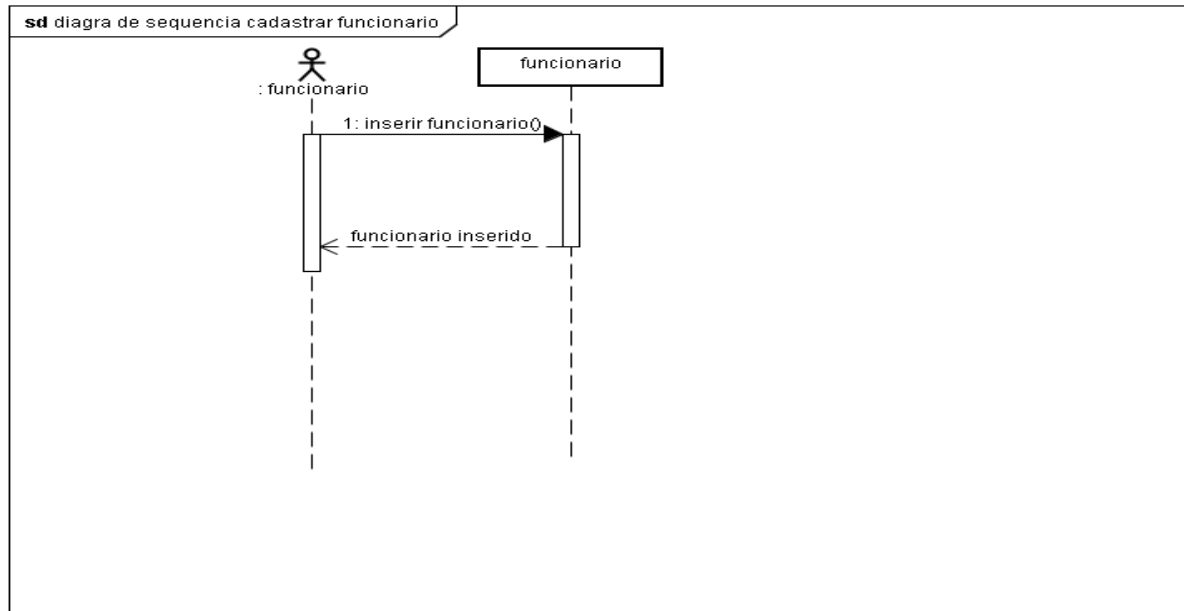 sd diagra de sequencia cadastrar funcionario
funcionario
: funcionario
1: inserir funcionario()
funcionario inserido